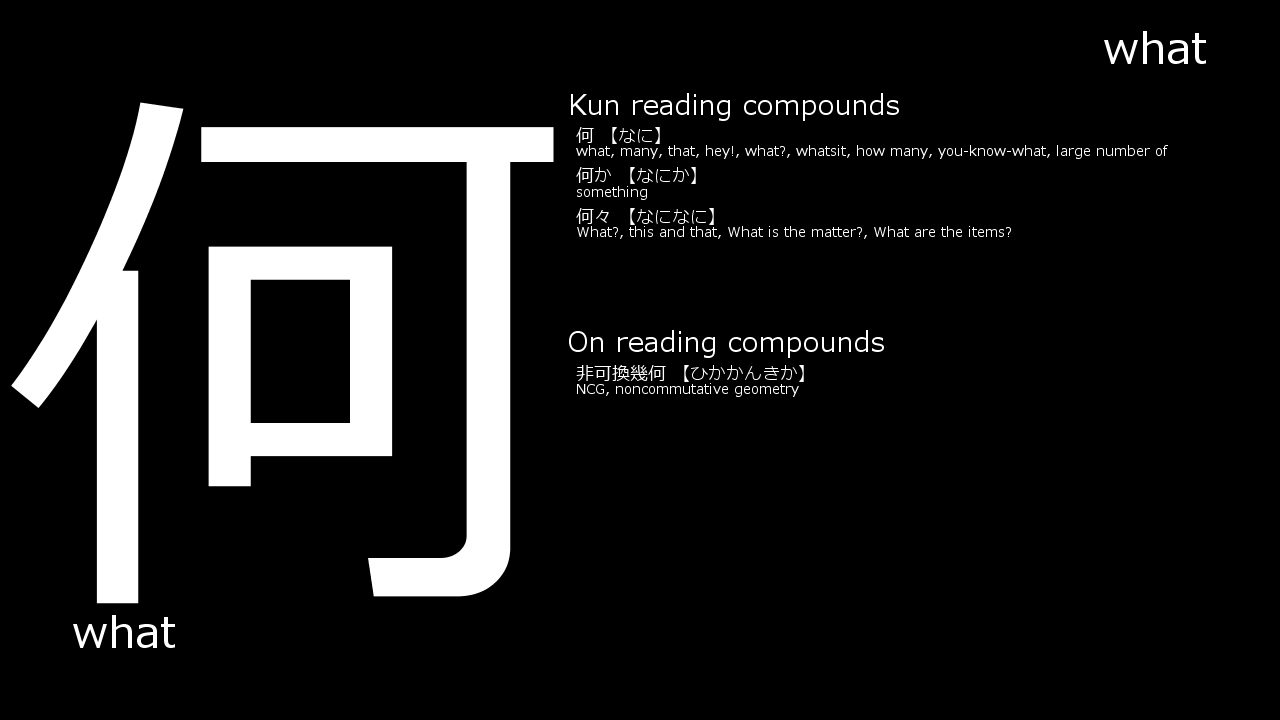 what
何
what
Kun reading compounds
何 【なに】
what, many, that, hey!, what?, whatsit, how many, you-know-what, large number of
何か 【なにか】
something
何々 【なになに】
What?, this and that, What is the matter?, What are the items?
On reading compounds
非可換幾何 【ひかかんきか】
NCG, noncommutative geometry